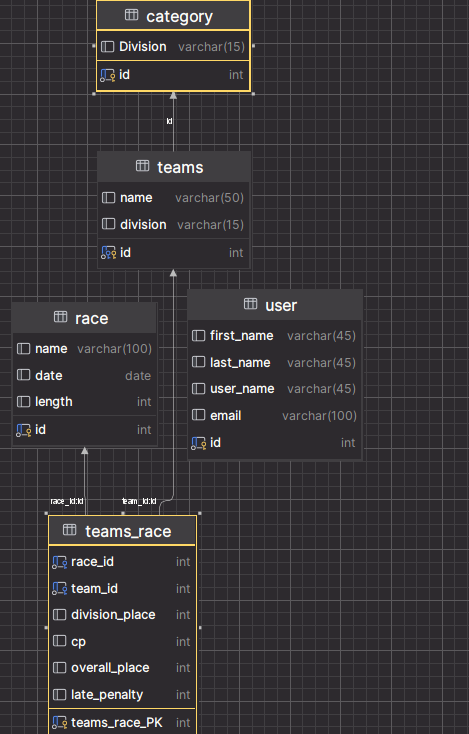 category
Division varchar(15)
id int
id
teams
name varchar(50)
division varchar(15)
id int
race
name varchar(100)
date date
length int
id int
user
first_name varchar(45)
last_name varchar(45)
user_name varchar(45)
email varchar(100)
id int
race_id:id
team_id:id
teams_race
race_id int
team_id int
division_place int
cp int
overall_place int
late_penalty int
teams_race_PK int